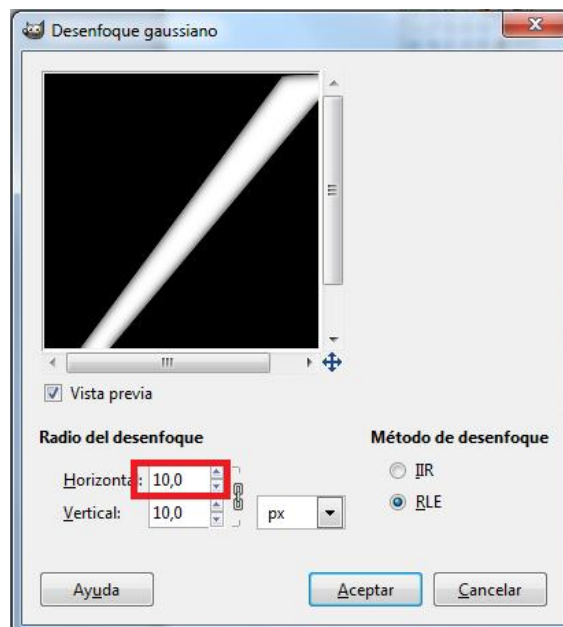 Desenfoque gaussiano
Vista previa
Radio del desenfoque
Método de desenfoque
Horizontal: 10,0
IIR
Vertical: 10,0
px
RLE
Ayuda
Aceptar
Cancelar